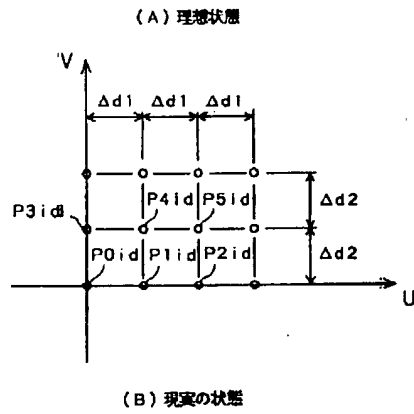 (A) 理想状態
V
Δd1 Δd1 Δd1
P3id
P4id P5id
Δd2
P0id P1id P2id
Δd2
U
(B) 現実の状態